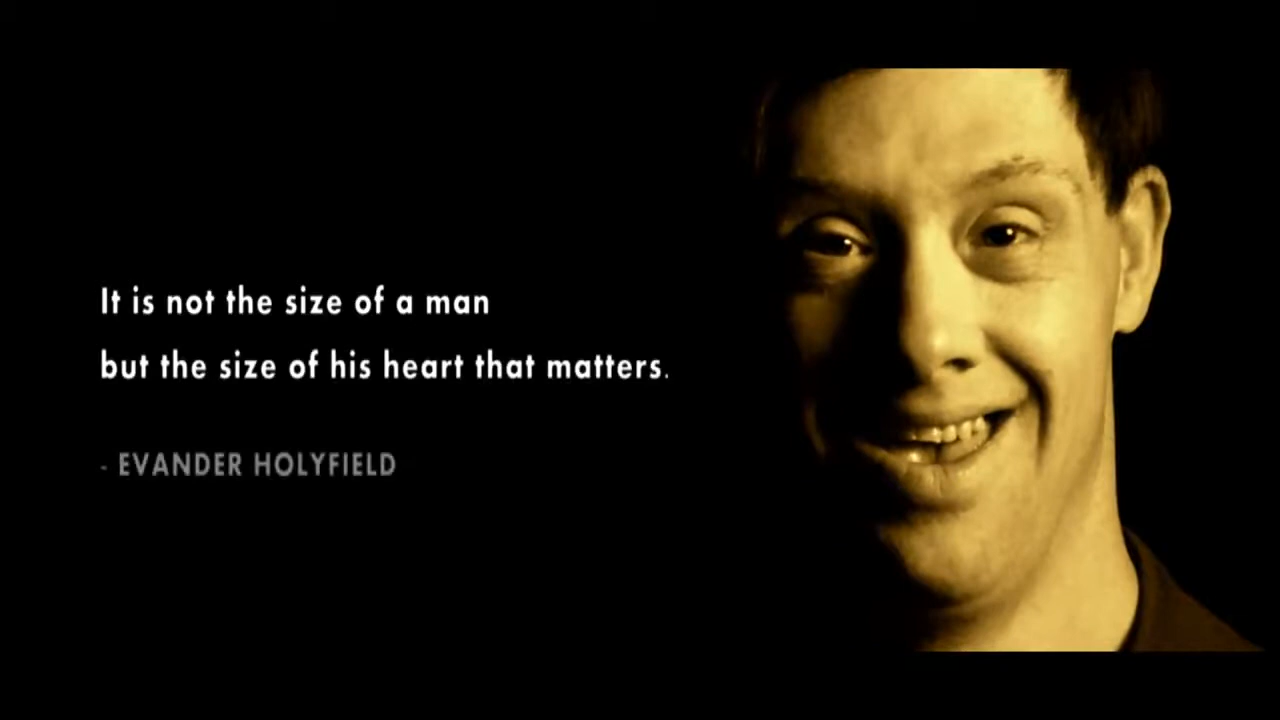 It is not the size of a man
but the size of his heart that matters.
- EVANDER HOLYFIELD